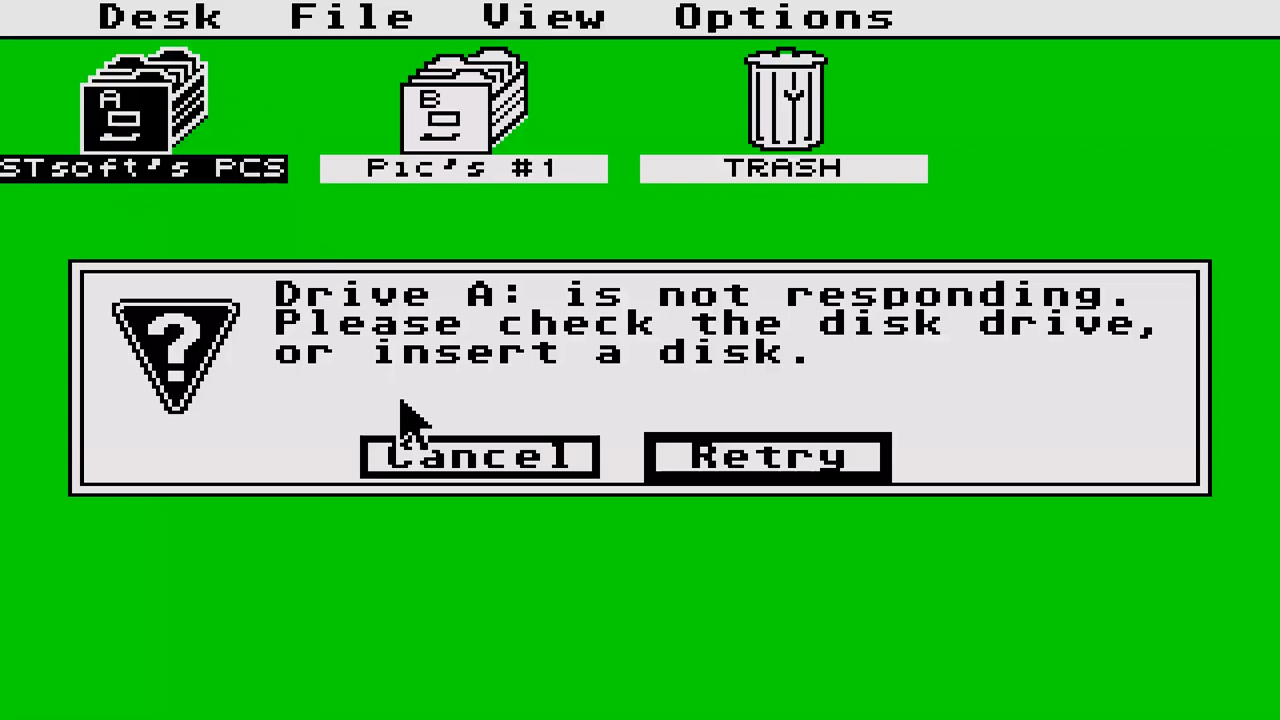 Desk File View Options
A
B
STsoft's PCS
Pic's #1
TRASH
Drive A: is not responding.
Please check the disk drive,
or insert a disk.
?
Cancel
Retry